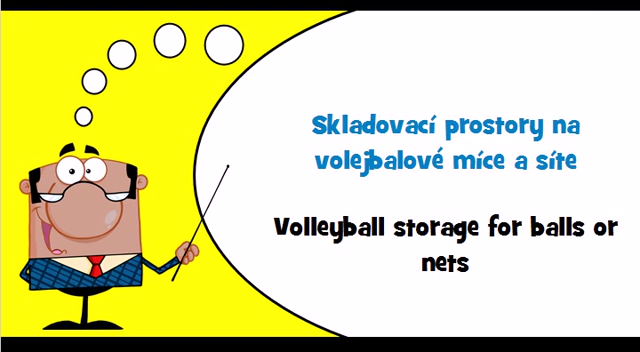 Skladovací prostory na
volejbalové míce a síte
Volleyball storage for balls or
nets